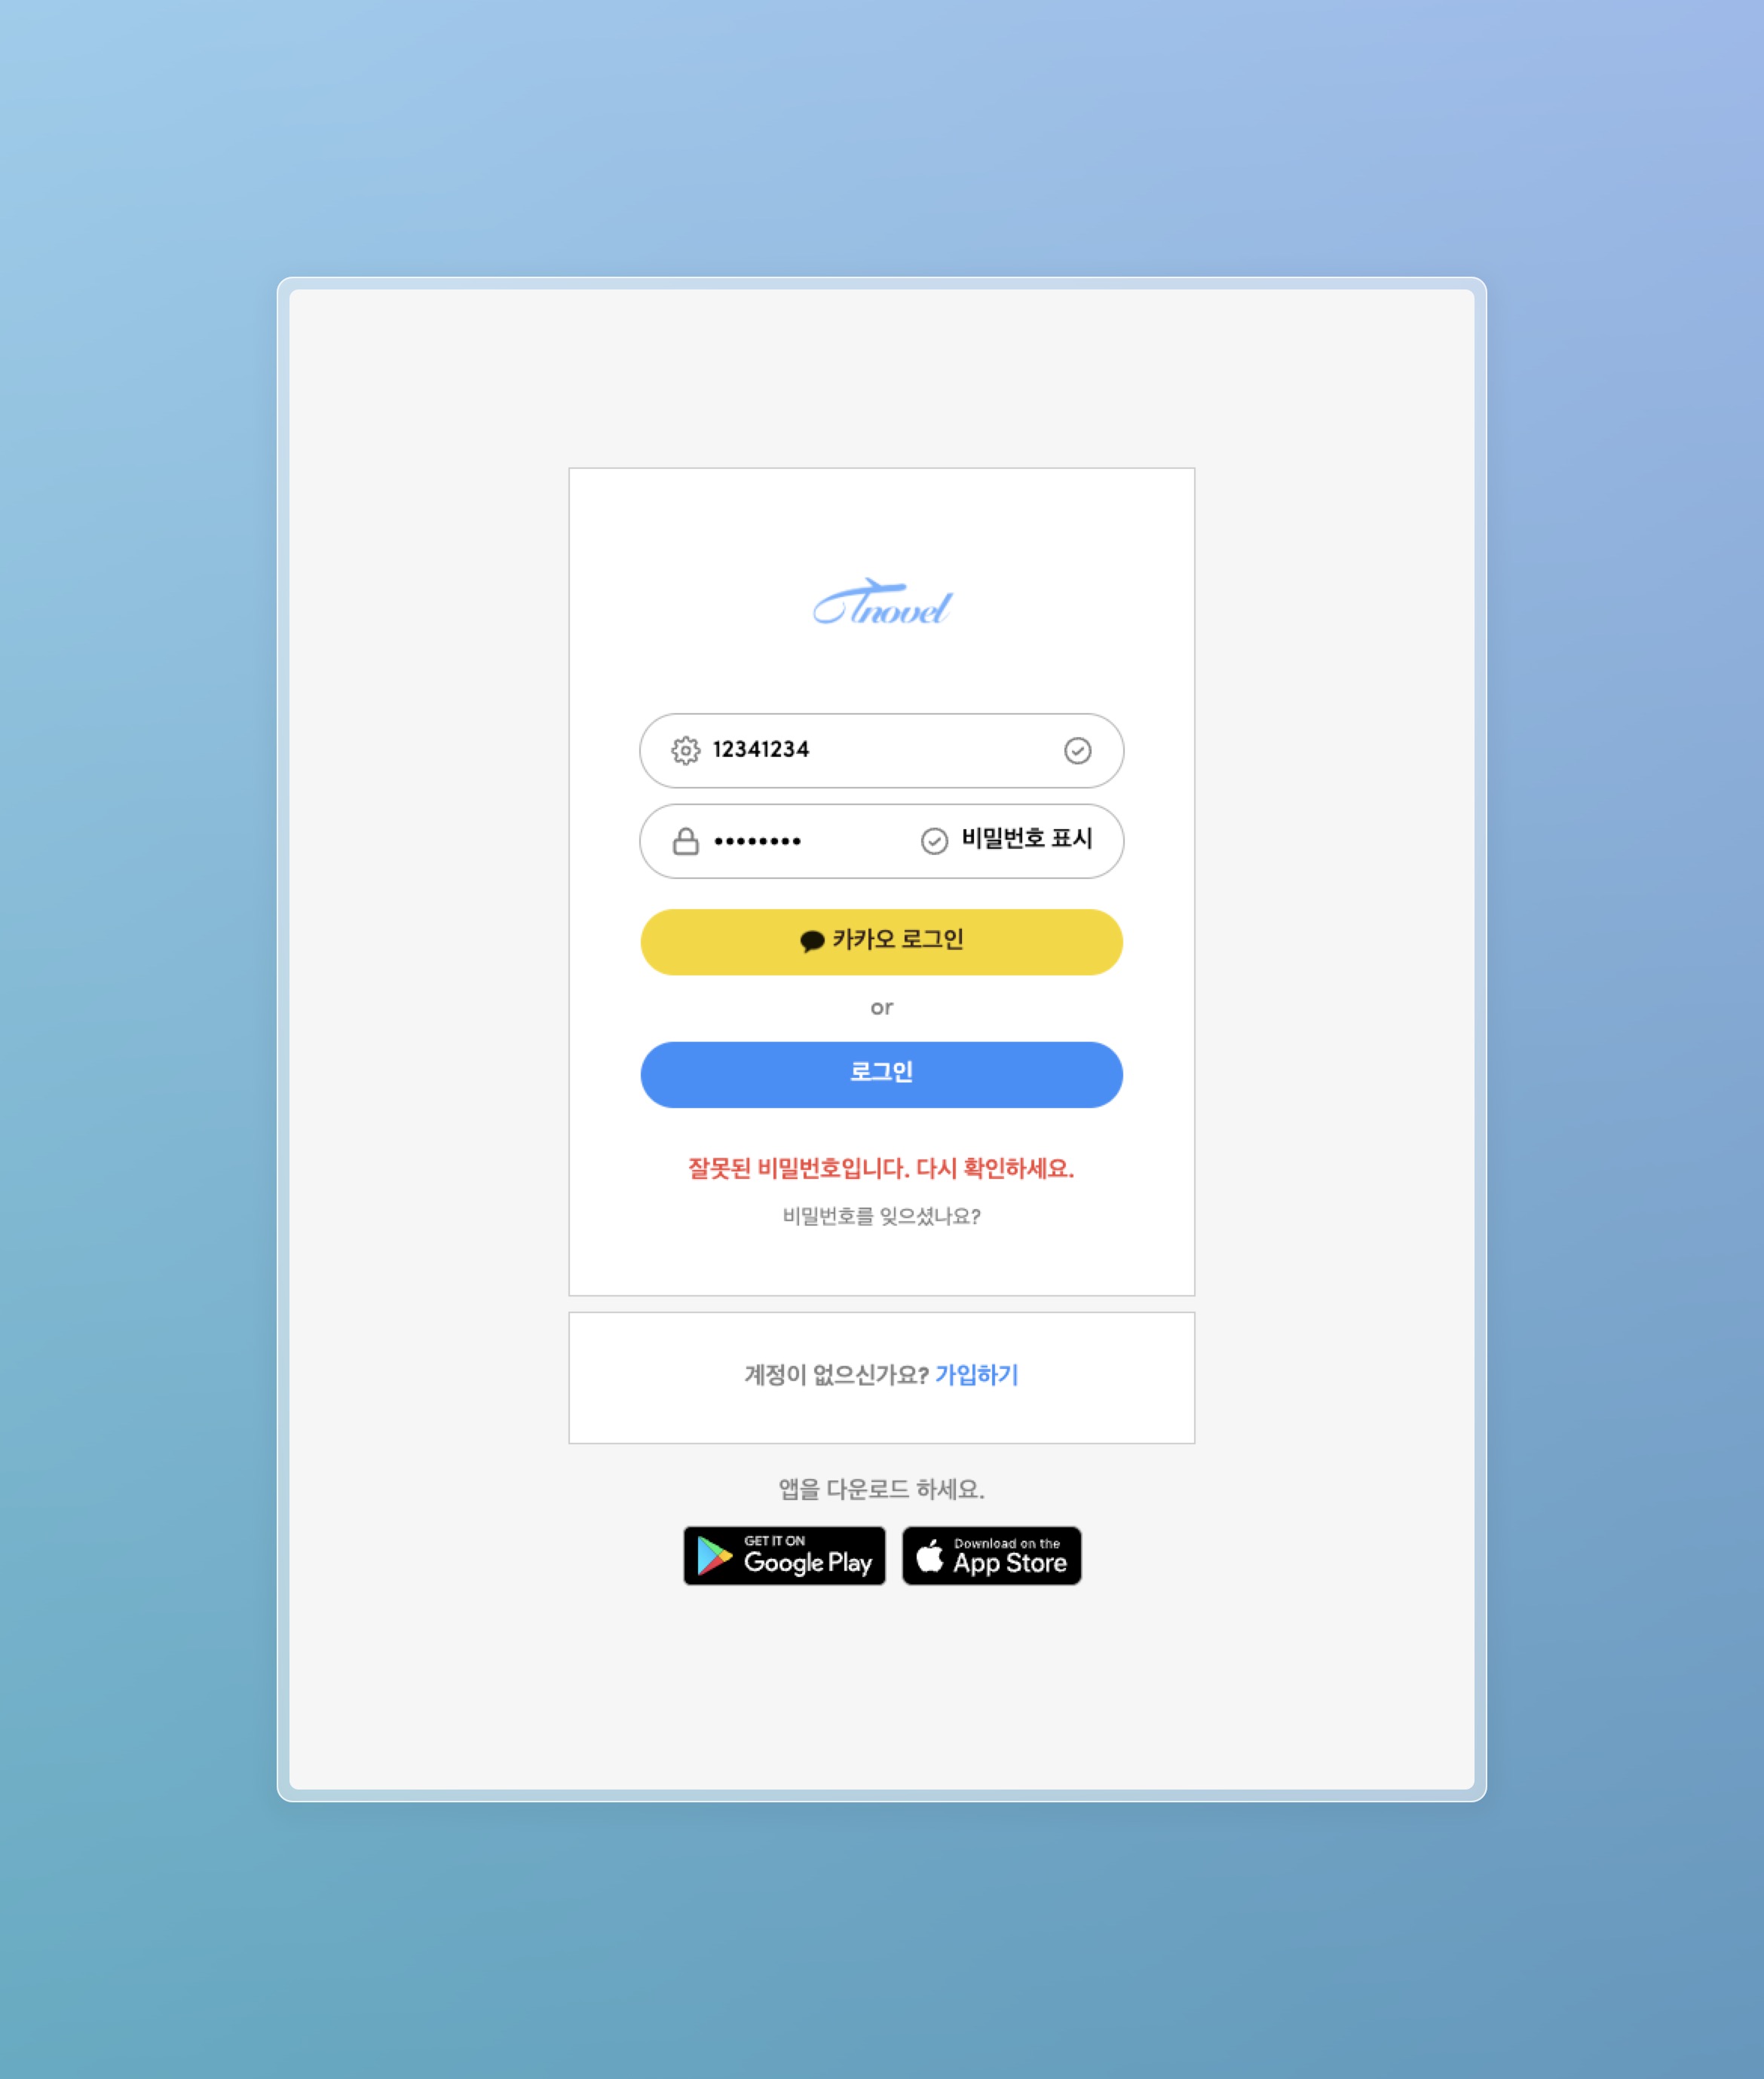 Tnovel
12341234
•••••••• 비밀번호 표시
카카오 로그인
or
로그인
잘못된 비밀번호입니다. 다시 확인하세요.
비밀번호를 잊으셨나요?
계정이 없으신가요? 가입하기
앱을 다운로드 하세요.
GET IT ON
Google Play
Download on the
App Store